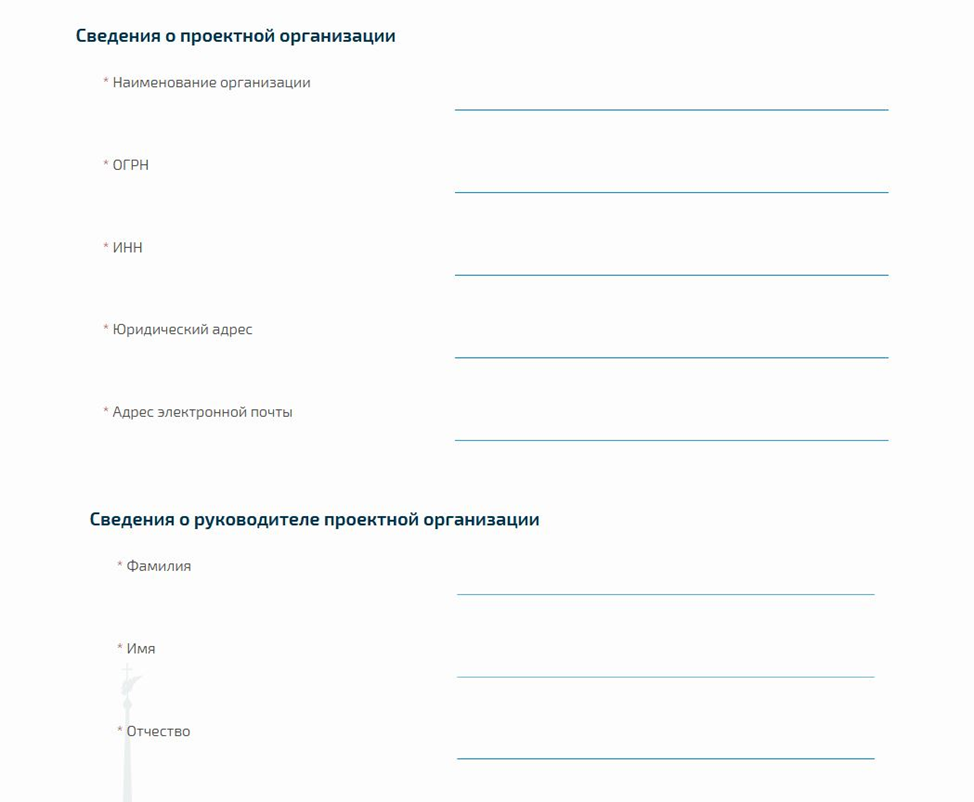 Сведения о проектной организации
* Наименование организации
* ОГРН
* ИНН
* Юридический адрес
* Адрес электронной почты
Сведения о руководителе проектной организации
* Фамилия
* Имя
* Отчество